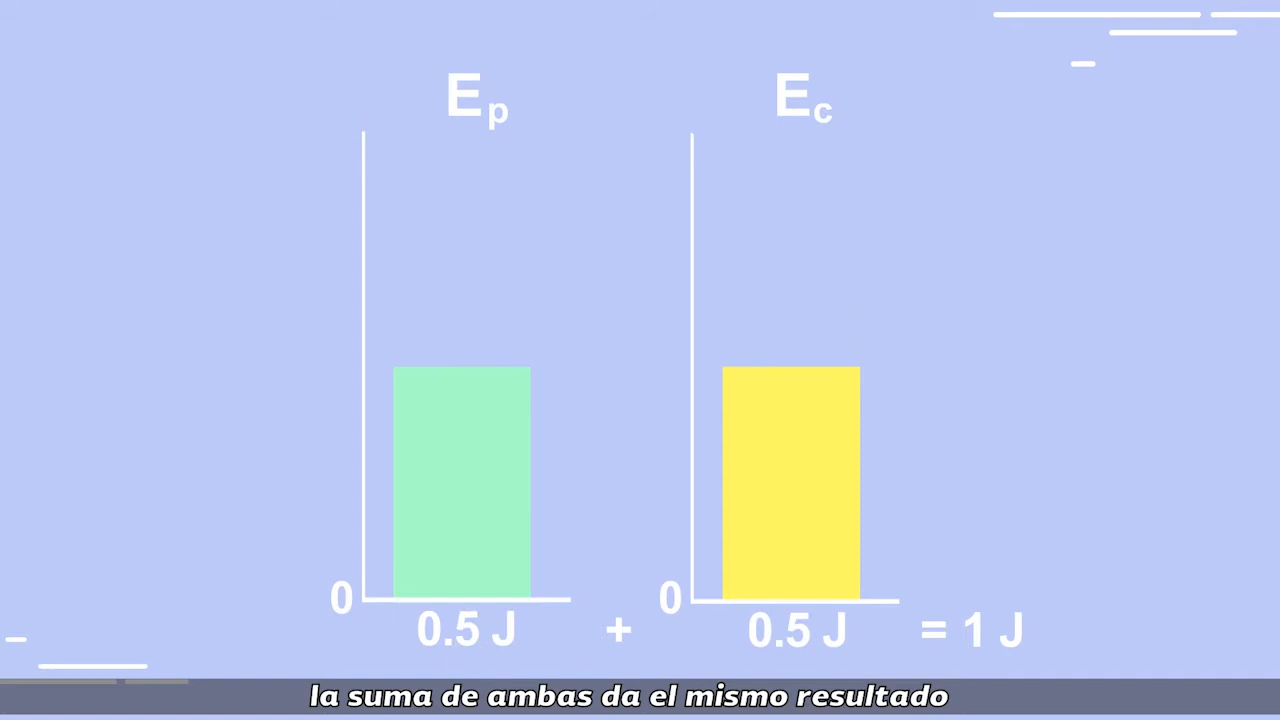 Ep Ec
0 0
0.5 J + 0.5 J = 1 J
la suma de ambas da el mismo resultado